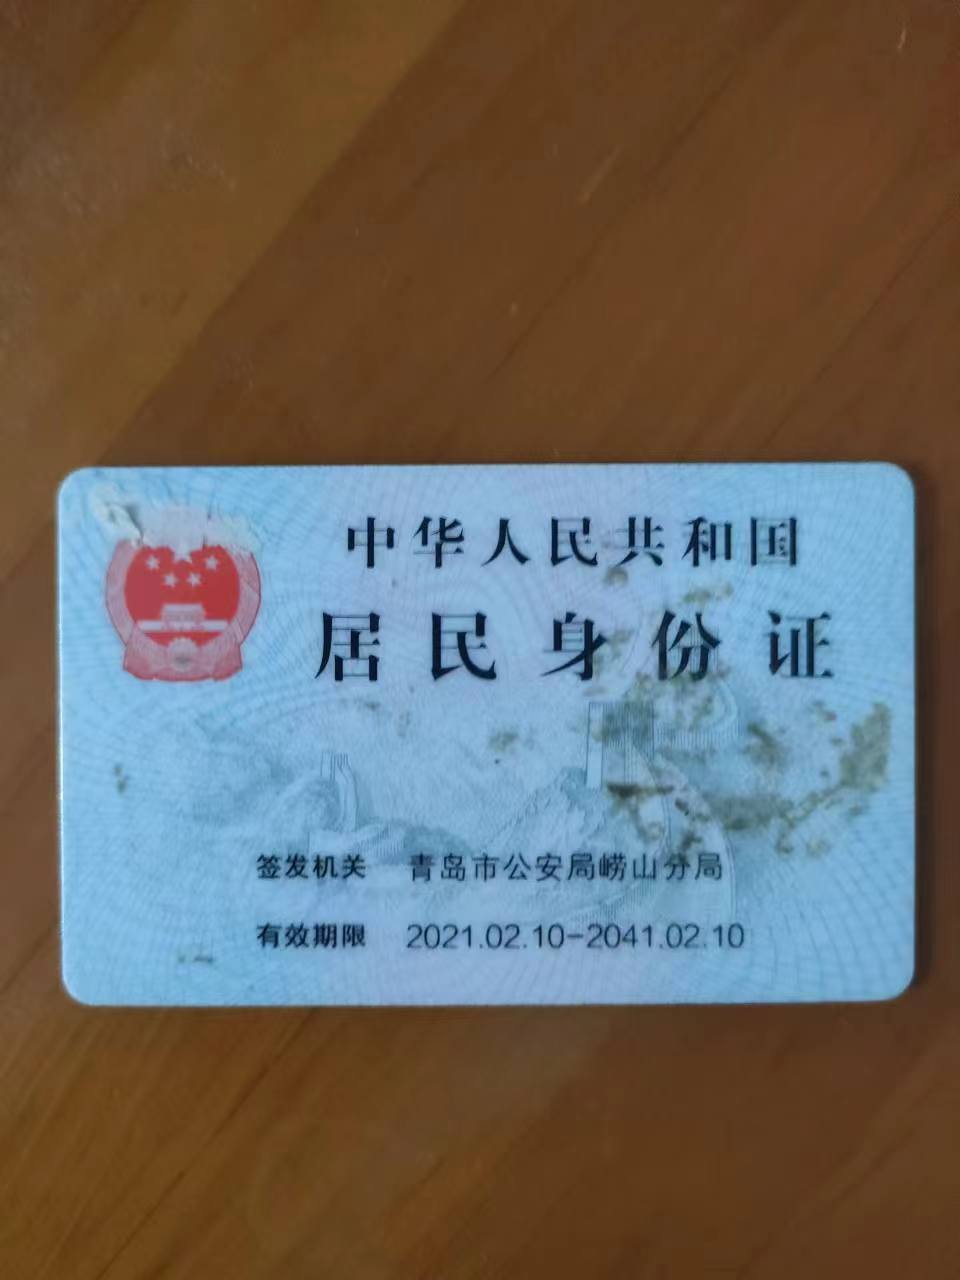 中华人民共和国
居民身份证
签发机关 青岛市公安局崂山分局
有效期限 2021.02.10-2041.02.10